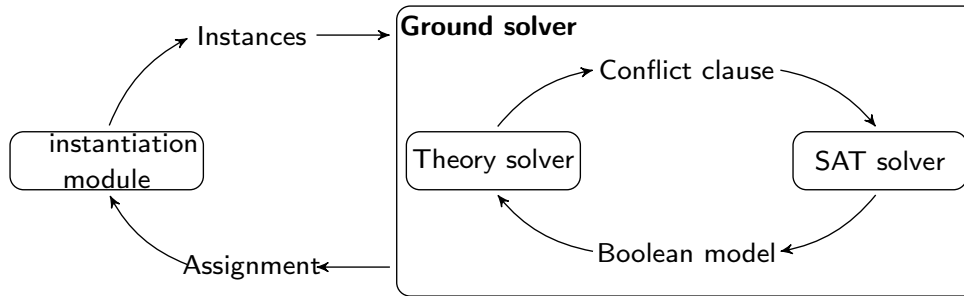 Instances
Ground solver
Conflict clause
instantiation
module
Theory solver
SAT solver
Boolean model
Assignment